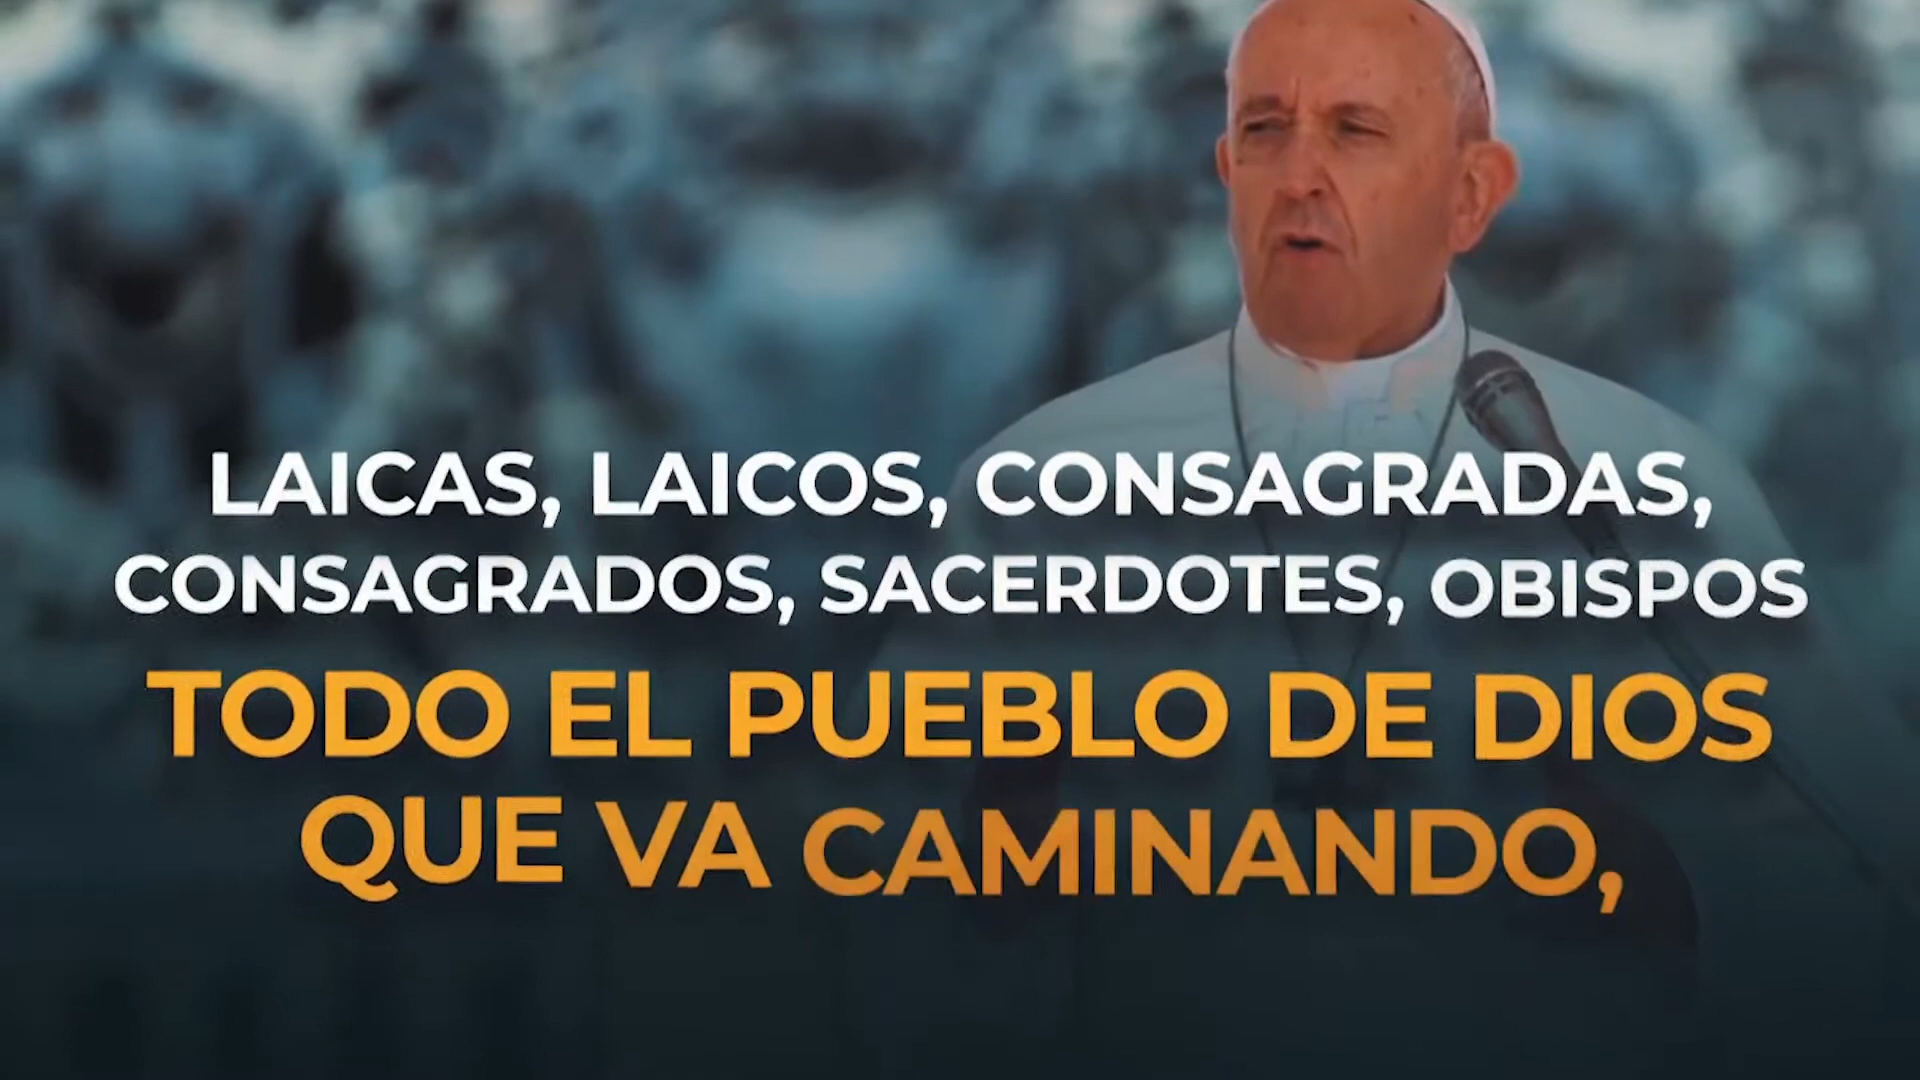 LAICAS, LAICOS, CONSAGRADAS,
CONSAGRADOS, SACERDOTES, OBISPOS
TODO EL PUEBLO DE DIOS
QUE VA CAMINANDO,